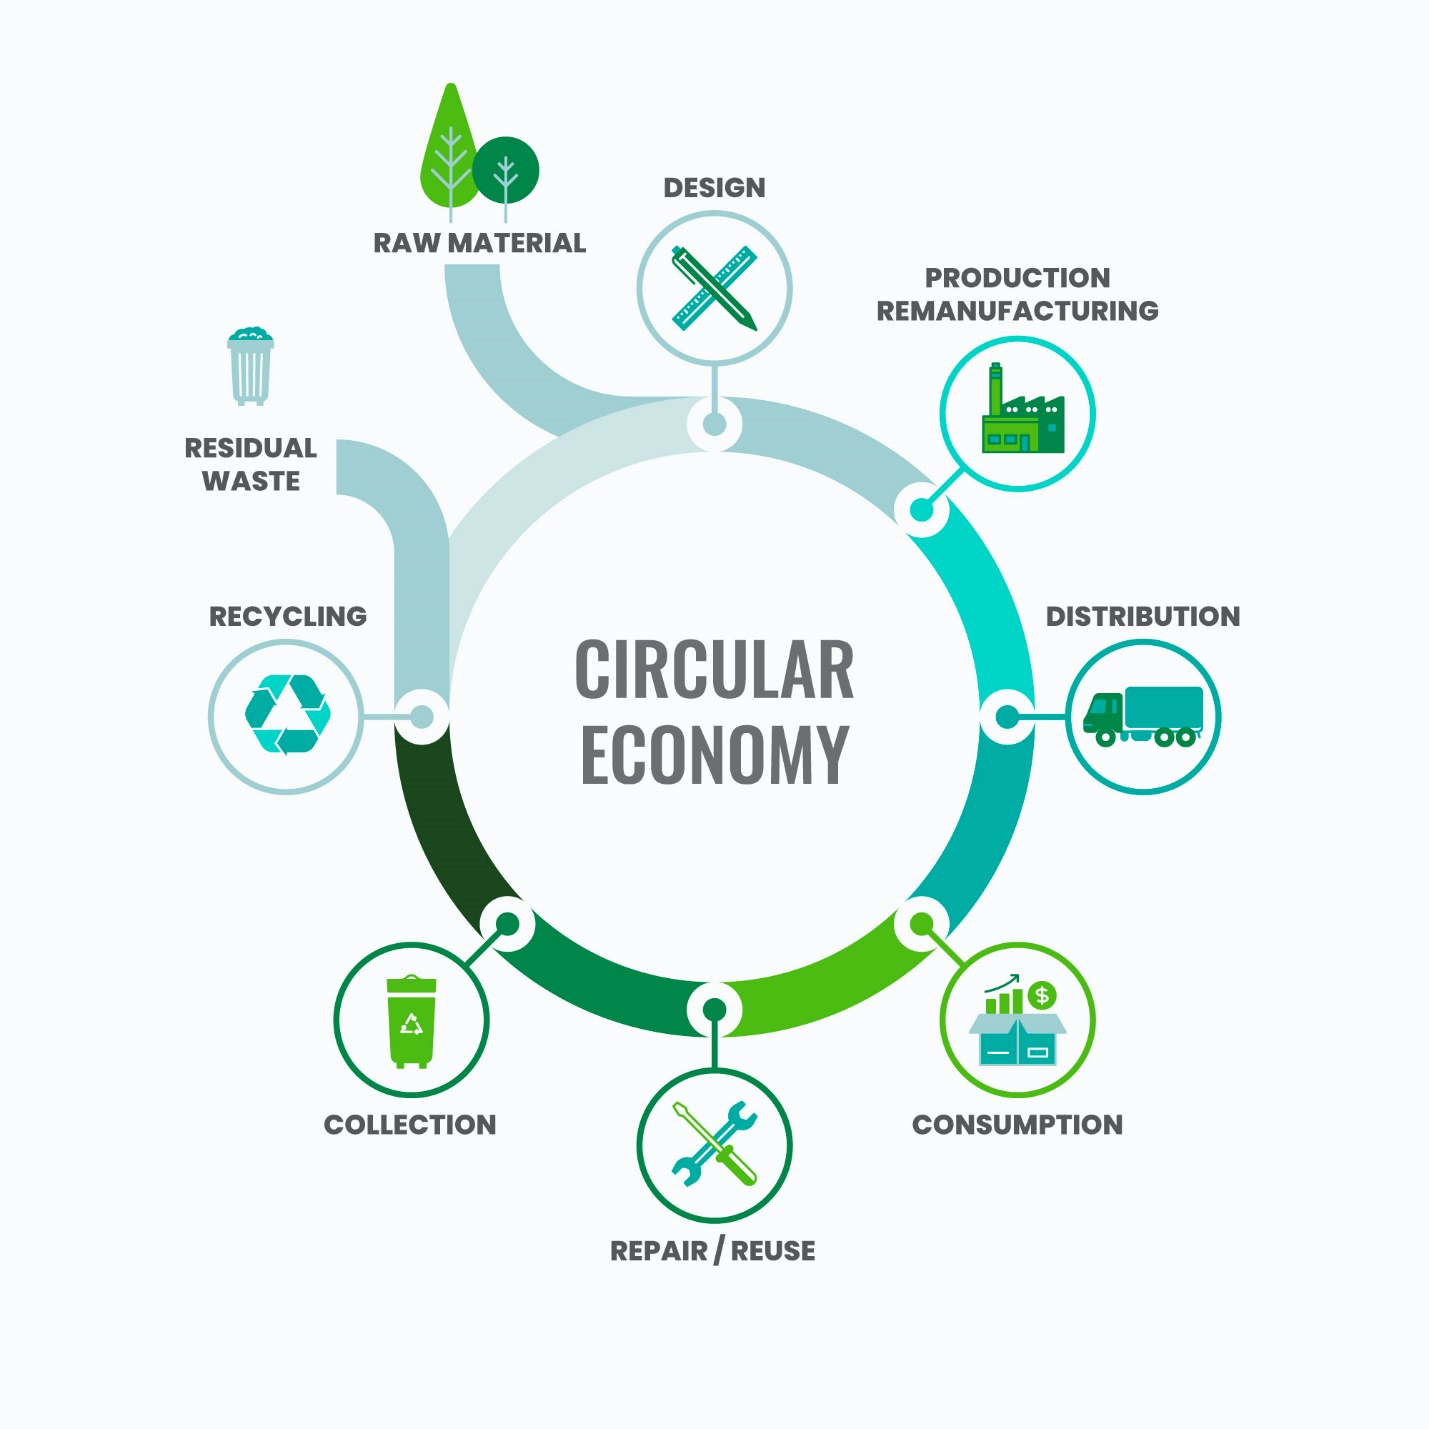 RAW MATERIAL
DESIGN
PRODUCTION
REMANUFACTURING
RESIDUAL
WASTE
RECYCLING
DISTRIBUTION
CIRCULAR
ECONOMY
$
COLLECTION
CONSUMPTION
REPAIR / REUSE